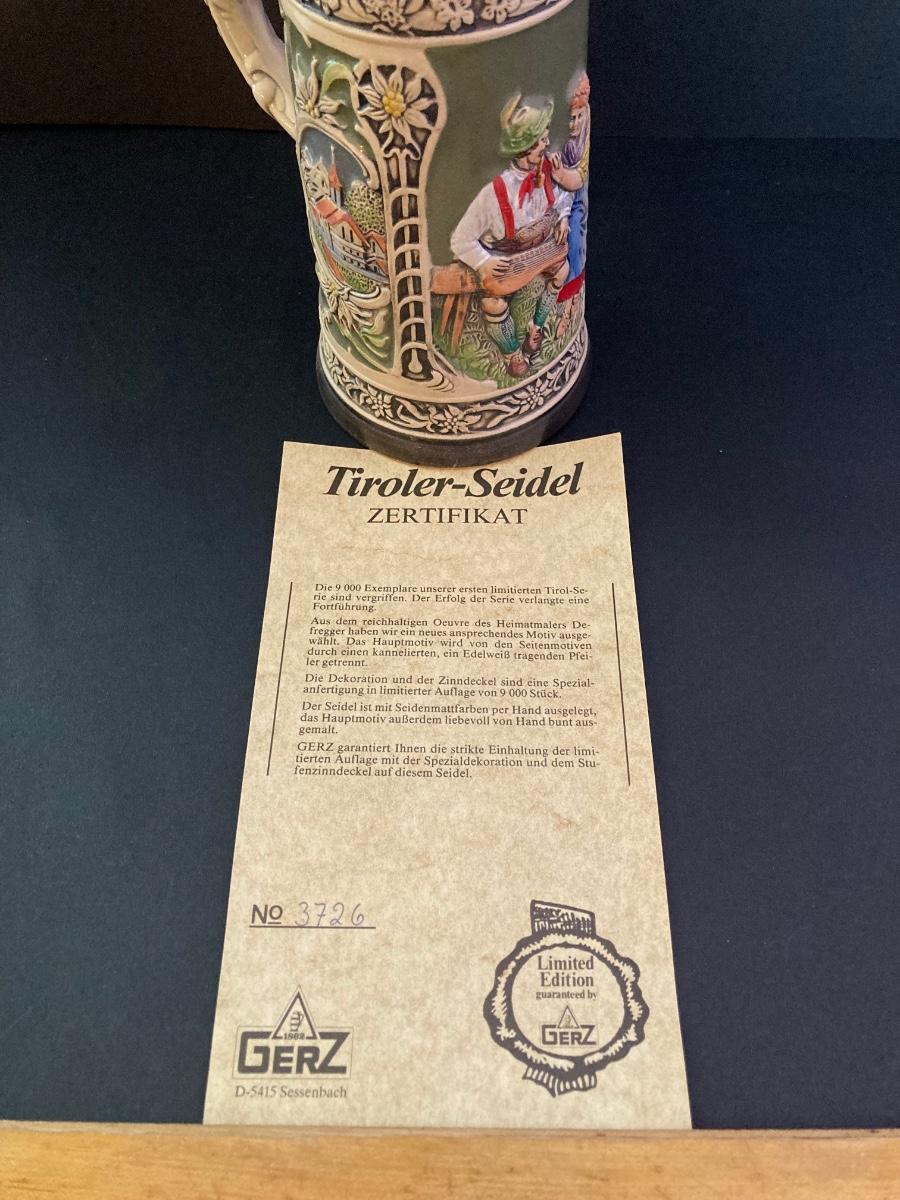 Tiroler-Seidel
ZERTIFIKAT
Die 9 000 Exemplare unserer ersten limitierten Tirol-Se-
rie sind vergriffen. Der Erfolg der Serie verlangte eine
Fortführung.
Aus dem reichhaltigen Oeuvre des Heimatmalers De-
fregger haben wir ein neues ansprechendes Motiv ausge-
wählt. Das Hauptmotiv wird von den Seitenmotiven
durch einen kannelierten, ein Edelweiß tragenden Pfei-
ler getrennt.
Die Dekoration und der Zinndeckel sind eine Spezial-
anfertigung in limitierter Auflage von 9 000 Stück.
Der Seidel ist mit Seidenmattfarben per Hand ausgelegt,
das Hauptmotiv außerdem liebevoll von Hand bunt aus-
gemalt.
GERZ garantiert Ihnen die strikte Einhaltung der limi-
tierten Auflage mit der Spezialdekoration und dem Stu-
fenzinndeckel auf diesem Seidel.
No 3726
1862
GERZ
D-5415 Sessenbach
Limited
Edition
guaranteed by
GERZ